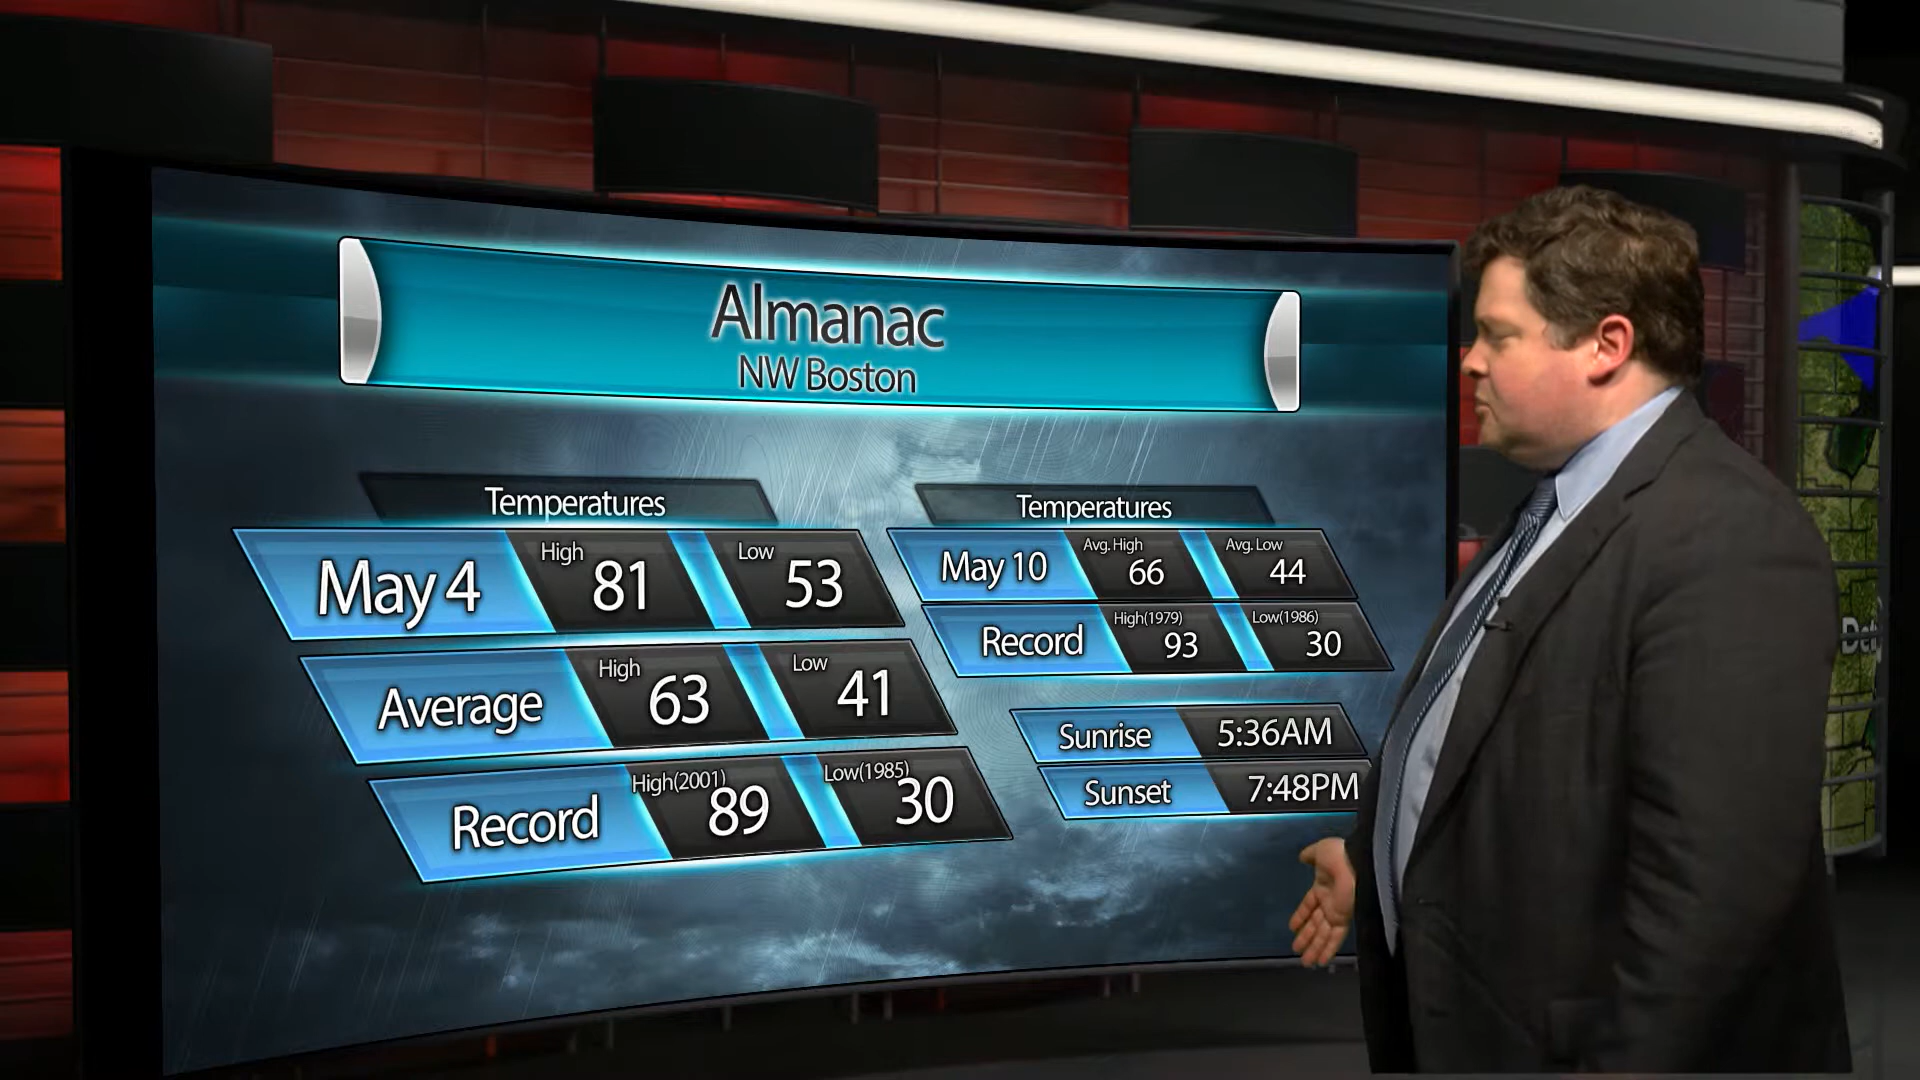 Almanac
NW Boston
Temperatures
May 4
High
81
Low
53
Average
High
63
Low
41
Record
High(2001)
89
Low(1985)
30
Temperatures
May 10
Avg. High
66
Avg. Low
44
Record
High(1979)
93
Low(1986)
30
Sunrise
5:36AM
Sunset
7:48PM